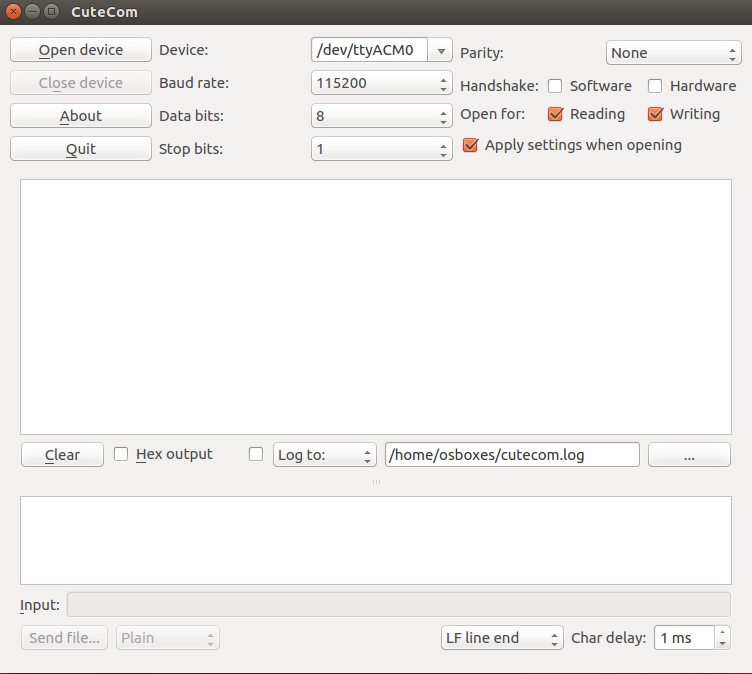 CuteCom
Open device Device: /dev/ttyACM0 Parity: None
Close device Baud rate: 115200 Handshake: Software Hardware
About Data bits: 8 Open for: Reading Writing
Quit Stop bits: 1 Apply settings when opening
Clear Hex output Log to: /home/osboxes/cutecom.log ...
Input:
Send file... Plain LF line end Char delay: 1 ms